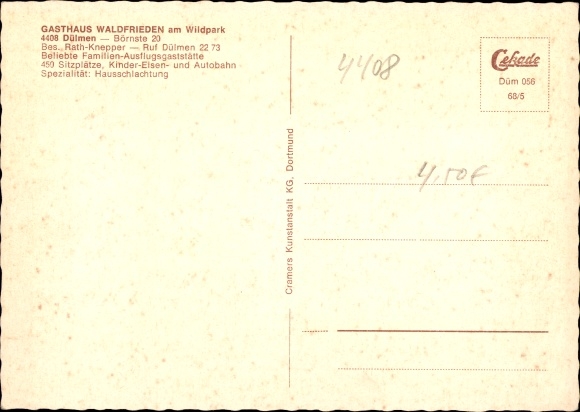 GASTHAUS WALDFRIEDEN am Wildpark
4408 Dülmen — Börnste 20
Bes. Rath-Knepper — Ruf Dülmen 22 73
Beliebte Familien-Ausflugsgaststätte
450 Sitzplätze, Kinder-Eisen- und Autobahn
Spezialität: Hausschlachtung
4408
Cekade
Düm 056
68/5
4,50€
Cramers Kunstanstalt KG, Dortmund